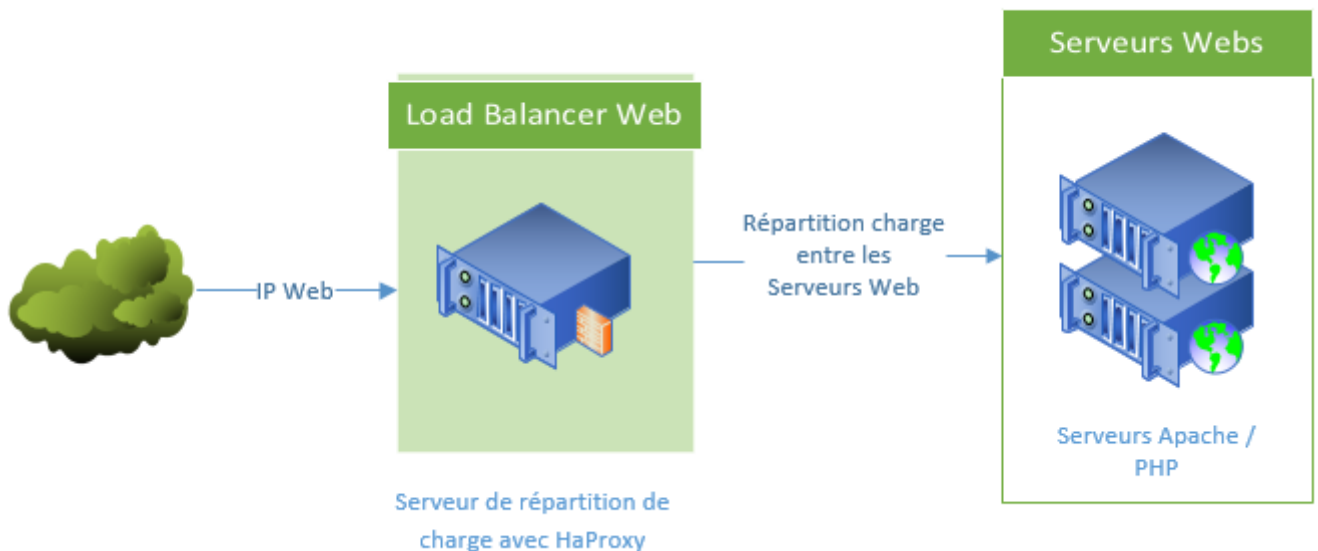 Serveurs Webs
Load Balancer Web
IP Web
Répartition charge
entre les
Serveurs Web
Serveurs Apache /
PHP
Serveur de répartition de
charge avec HaProxy